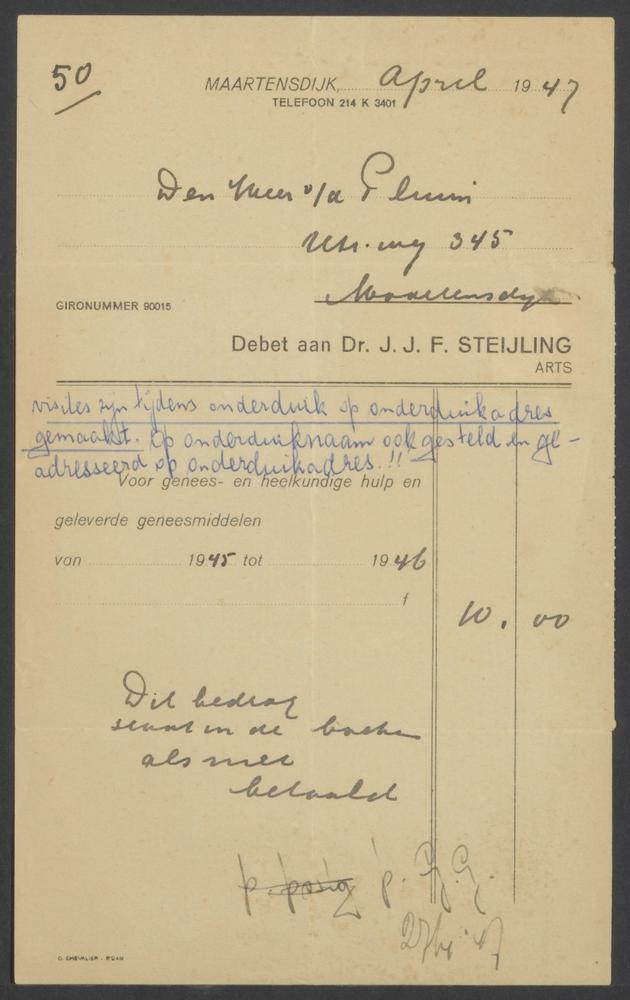 50
MAARTENSDIJK, April 1947
TELEFOON 214 K 3401
Den Heer v/d Pluim
Utr. weg 345
Maartensdijk
GIRONUMMER 90015
Debet aan Dr. J. J. F. STEIJLING
ARTS
visites zijn tijdens onderduik op onderduikadres
gemaakt. Op onderduiknaam ook gesteld en ge-
adresseerd op onderduikadres.!!
Voor genees- en heelkundige hulp en
geleverde geneesmiddelen
van 1945 tot 1946
f 10.00
Dit bedrag
staat in de boeken
als niet
betaald
p.
27/4 '47